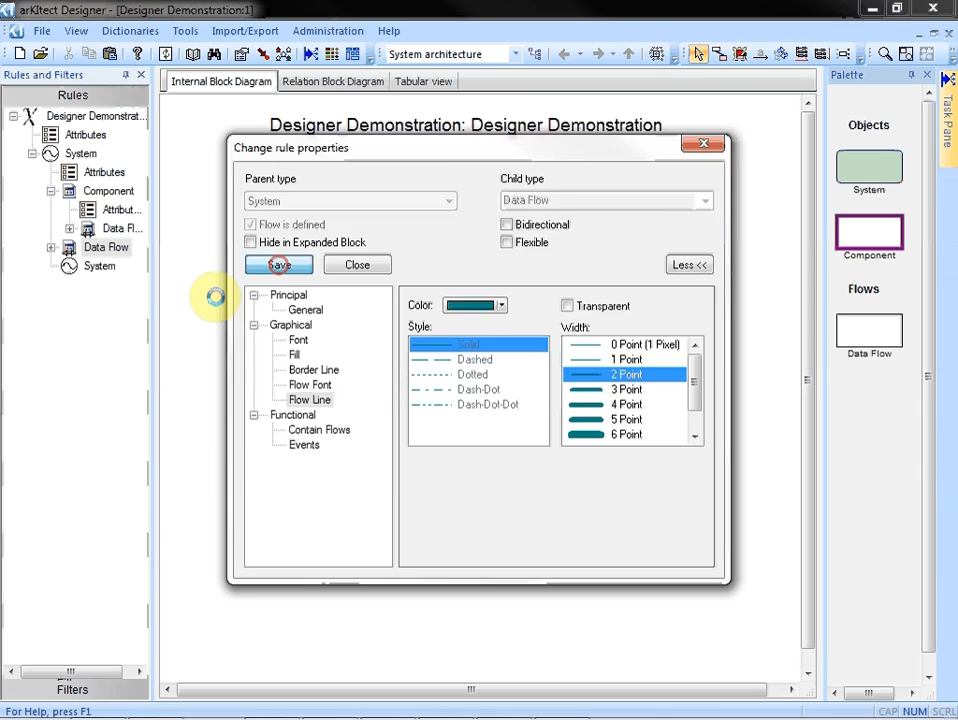 arKItect Designer - [Designer Demonstration:1]
File View Dictionaries Tools Import/Export Administration Help
System architecture
Rules and Filters
Rules
Designer Demonstrat...
Attributes
System
Attributes
Component
Attribut...
Data Fl...
Data Flow
System
Filters
Internal Block Diagram Relation Block Diagram Tabular view
Designer Demonstration: Designer Demonstration
Change rule properties
Parent type
Child type
System
Data Flow
Flow is defined
Bidirectional
Hide in Expanded Block
Flexible
Save
Close
Less <<
Principal
General
Graphical
Font
Fill
Border Line
Flow Font
Flow Line
Functional
Contain Flows
Events
Color:
Transparent
Style:
Width:
Solid
Dashed
Dotted
Dash-Dot
Dash-Dot-Dot
0 Point (1 Pixel)
1 Point
2 Point
3 Point
4 Point
5 Point
6 Point
Palette
Objects
System
Component
Flows
Data Flow
Task Pane
For Help, press F1
CAP NUM SCRL